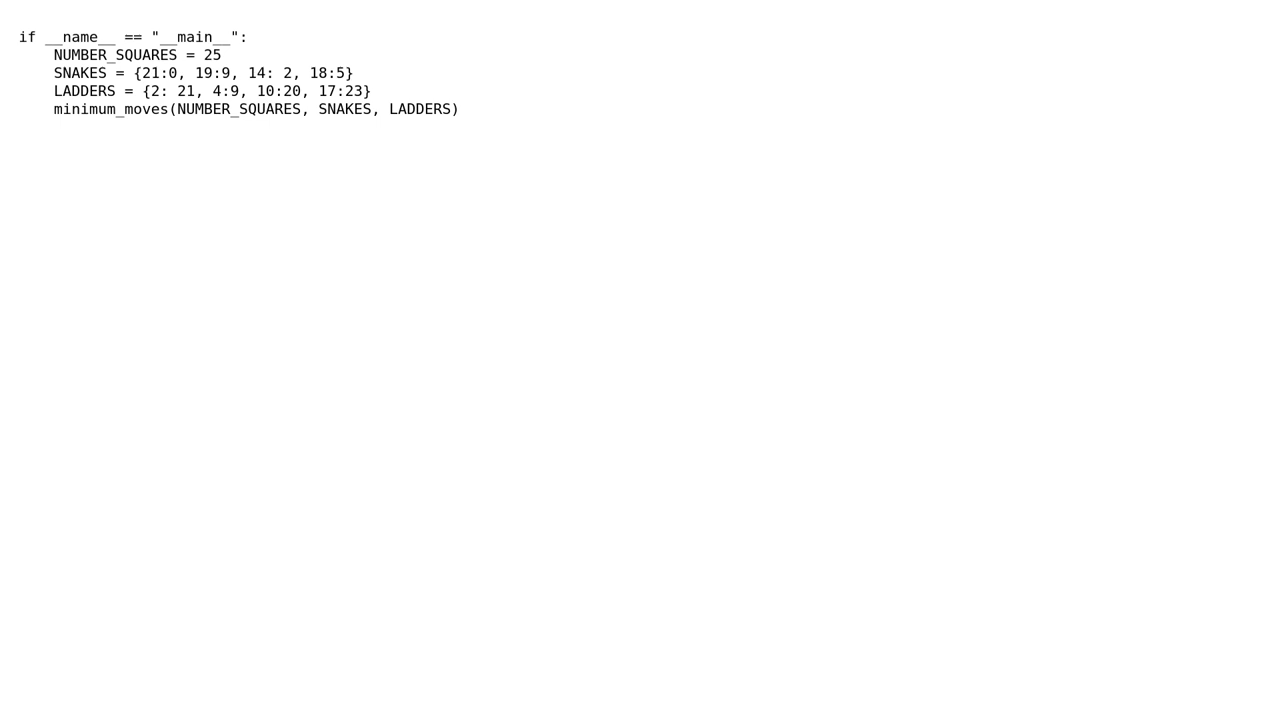 if __name__ == "__main__":
    NUMBER_SQUARES = 25
    SNAKES = {21:0, 19:9, 14: 2, 18:5}
    LADDERS = {2: 21, 4:9, 10:20, 17:23}
    minimum_moves(NUMBER_SQUARES, SNAKES, LADDERS)